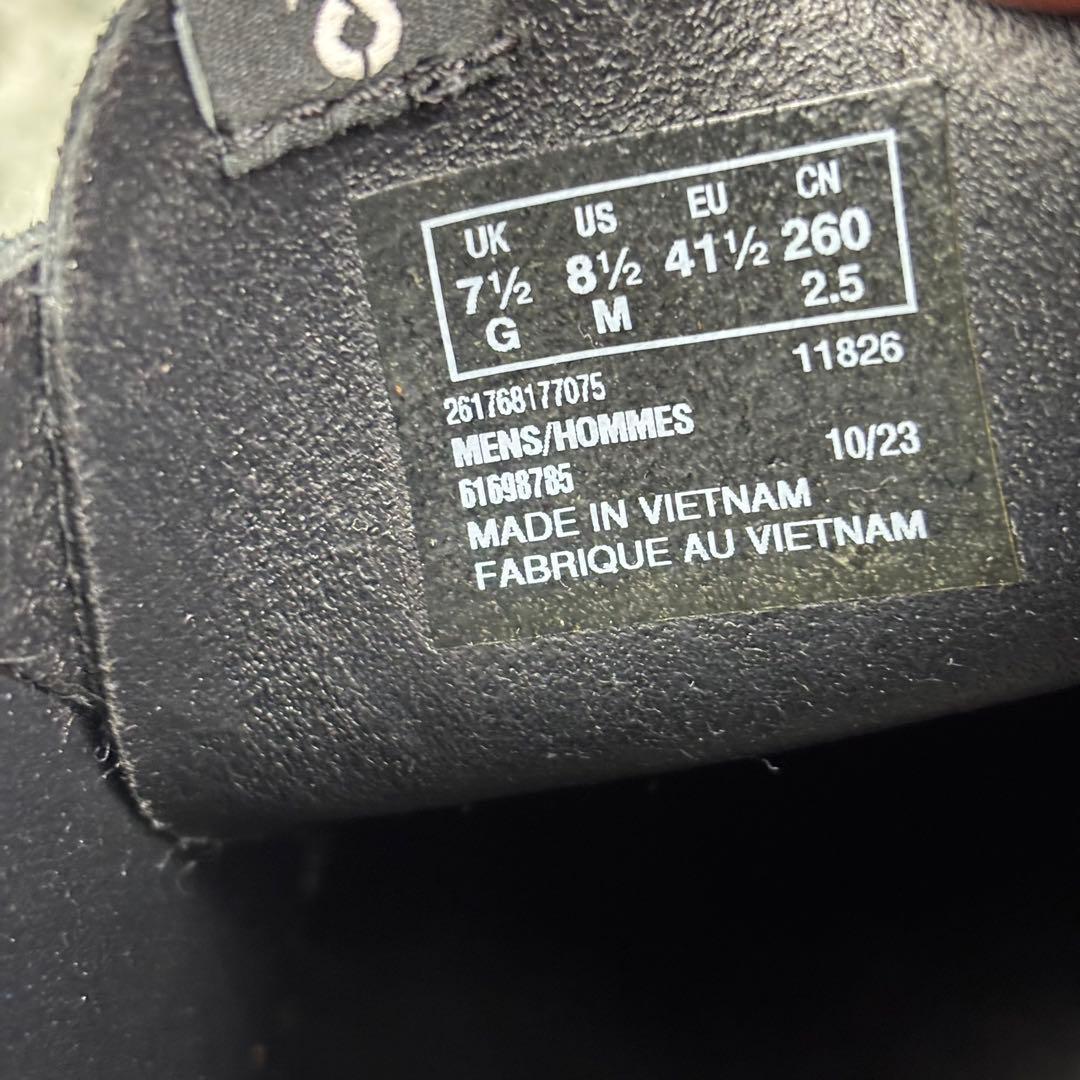 UK US EU CN
7½ 8½ 41½ 260
G M 2.5
261768177075 11826
MENS/HOMMES 10/23
61698785
MADE IN VIETNAM
FABRIQUE AU VIETNAM